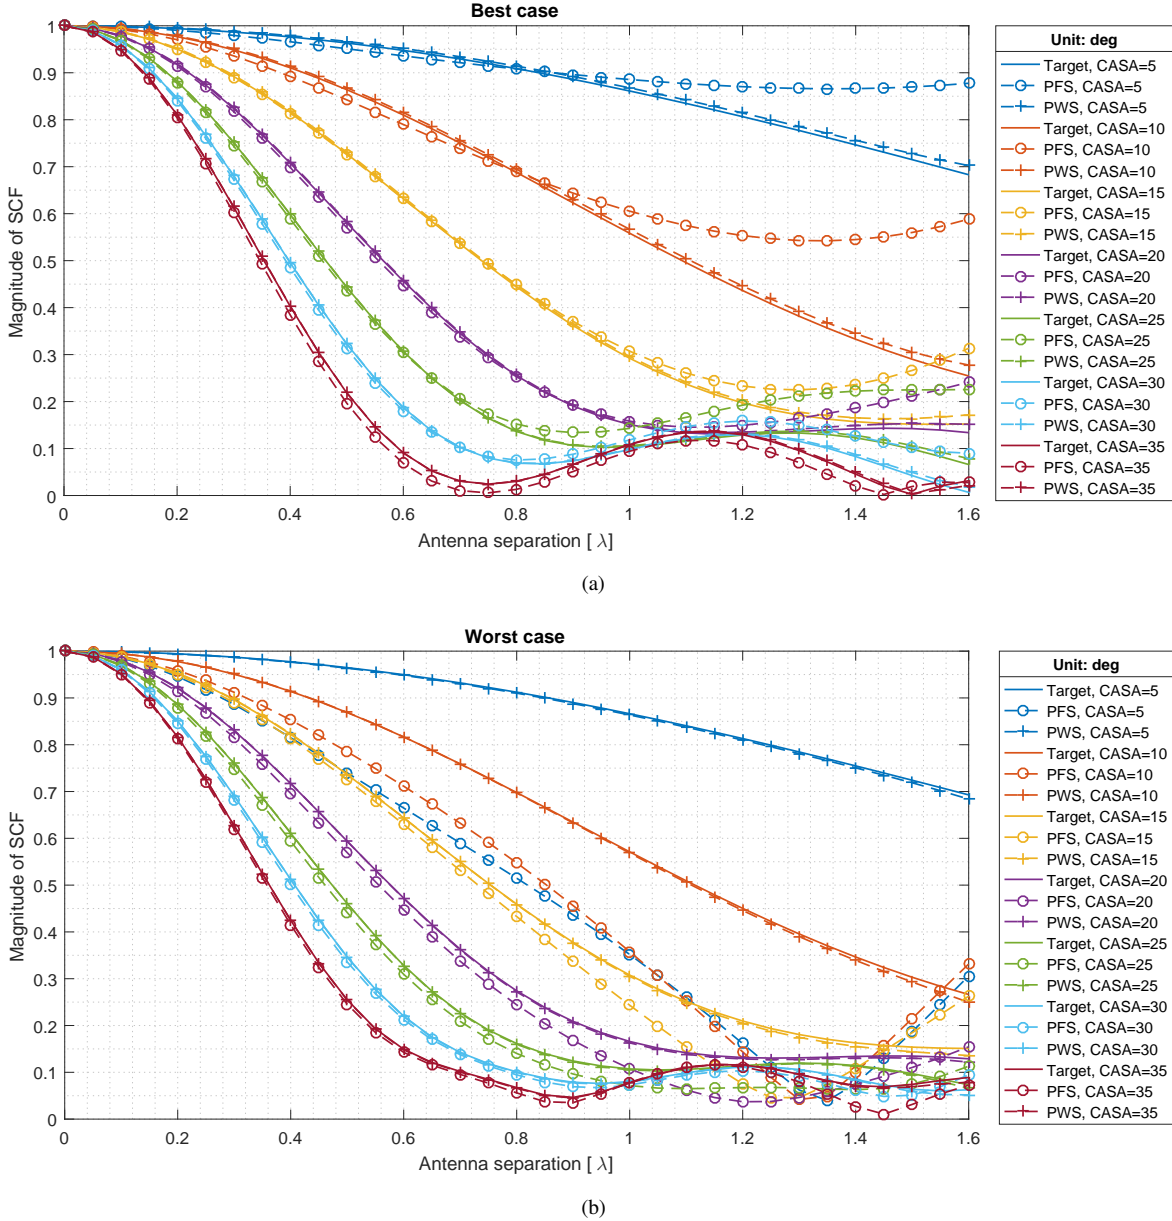 Best case
1
0.9
0.8
0.7
0.6
0.5
0.4
0.3
0.2
0.1
0
Magnitude of SCF
0 0.2 0.4 0.6 0.8 1 1.2 1.4 1.6
Antenna separation [ λ]
Unit: deg
Target, CASA=5
PFS, CASA=5
PWS, CASA=5
Target, CASA=10
PFS, CASA=10
PWS, CASA=10
Target, CASA=15
PFS, CASA=15
PWS, CASA=15
Target, CASA=20
PFS, CASA=20
PWS, CASA=20
Target, CASA=25
PFS, CASA=25
PWS, CASA=25
Target, CASA=30
PFS, CASA=30
PWS, CASA=30
Target, CASA=35
PFS, CASA=35
PWS, CASA=35
(a)
Worst case
1
0.9
0.8
0.7
0.6
0.5
0.4
0.3
0.2
0.1
0
Magnitude of SCF
0 0.2 0.4 0.6 0.8 1 1.2 1.4 1.6
Antenna separation [ λ]
Unit: deg
Target, CASA=5
PFS, CASA=5
PWS, CASA=5
Target, CASA=10
PFS, CASA=10
PWS, CASA=10
Target, CASA=15
PFS, CASA=15
PWS, CASA=15
Target, CASA=20
PFS, CASA=20
PWS, CASA=20
Target, CASA=25
PFS, CASA=25
PWS, CASA=25
Target, CASA=30
PFS, CASA=30
PWS, CASA=30
Target, CASA=35
PFS, CASA=35
PWS, CASA=35
(b)